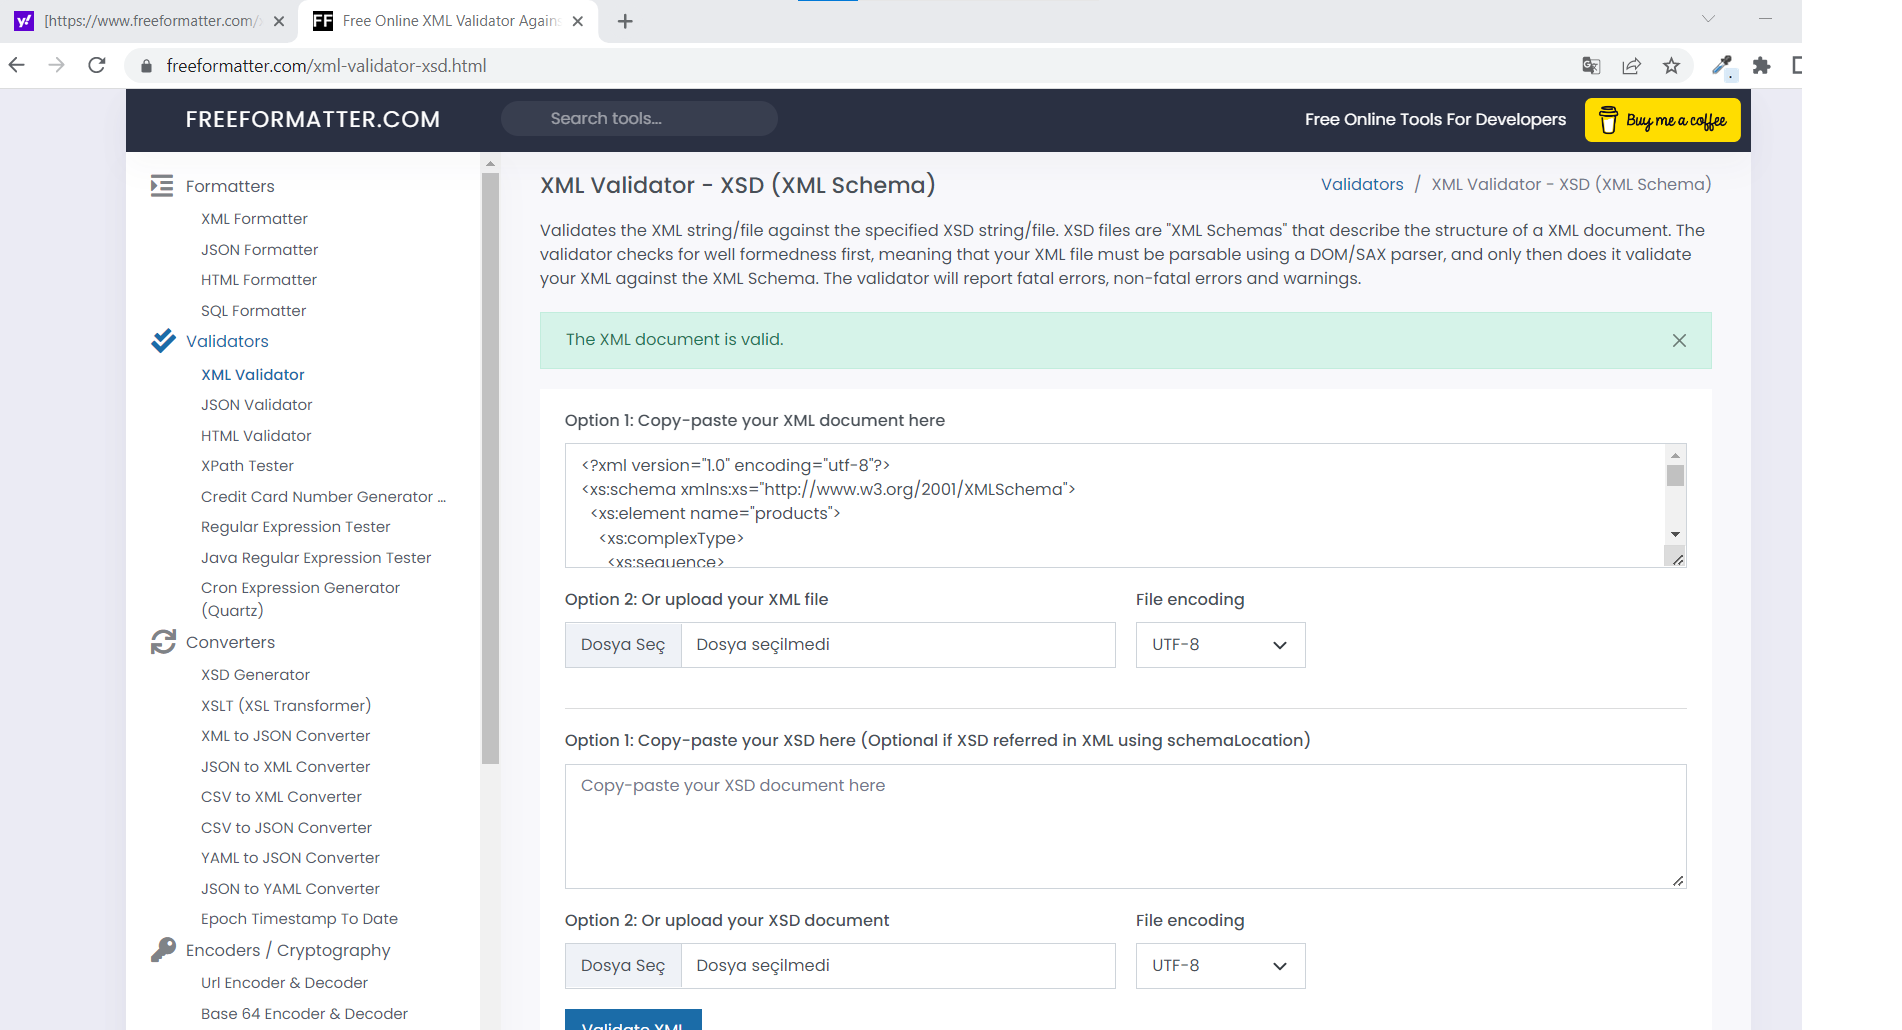 [https://www.freeformatter.com/
Free Online XML Validator Agains
freeformatter.com/xml-validator-xsd.html
FREEFORMATTER.COM
Search tools...
Free Online Tools For Developers
Buy me a coffee
Formatters
XML Formatter
JSON Formatter
HTML Formatter
SQL Formatter
Validators
XML Validator
JSON Validator
HTML Validator
XPath Tester
Credit Card Number Generator ...
Regular Expression Tester
Java Regular Expression Tester
Cron Expression Generator
(Quartz)
Converters
XSD Generator
XSLT (XSL Transformer)
XML to JSON Converter
JSON to XML Converter
CSV to XML Converter
CSV to JSON Converter
YAML to JSON Converter
JSON to YAML Converter
Epoch Timestamp To Date
Encoders / Cryptography
Url Encoder & Decoder
Base 64 Encoder & Decoder
XML Validator - XSD (XML Schema)
Validators / XML Validator - XSD (XML Schema)
Validates the XML string/file against the specified XSD string/file. XSD files are "XML Schemas" that describe the structure of a XML document. The
validator checks for well formedness first, meaning that your XML file must be parsable using a DOM/SAX parser, and only then does it validate
your XML against the XML Schema. The validator will report fatal errors, non-fatal errors and warnings.
The XML document is valid.
Option 1: Copy-paste your XML document here
<?xml version="1.0" encoding="utf-8"?>
<xs:schema xmlns:xs="http://www.w3.org/2001/XMLSchema">
<xs:element name="products">
<xs:complexType>
<xs:sequence>
Option 2: Or upload your XML file
File encoding
Dosya Seç
Dosya seçilmedi
UTF-8
Option 1: Copy-paste your XSD here (Optional if XSD referred in XML using schemaLocation)
Copy-paste your XSD document here
Option 2: Or upload your XSD document
File encoding
Dosya Seç
Dosya seçilmedi
UTF-8
Validate XML